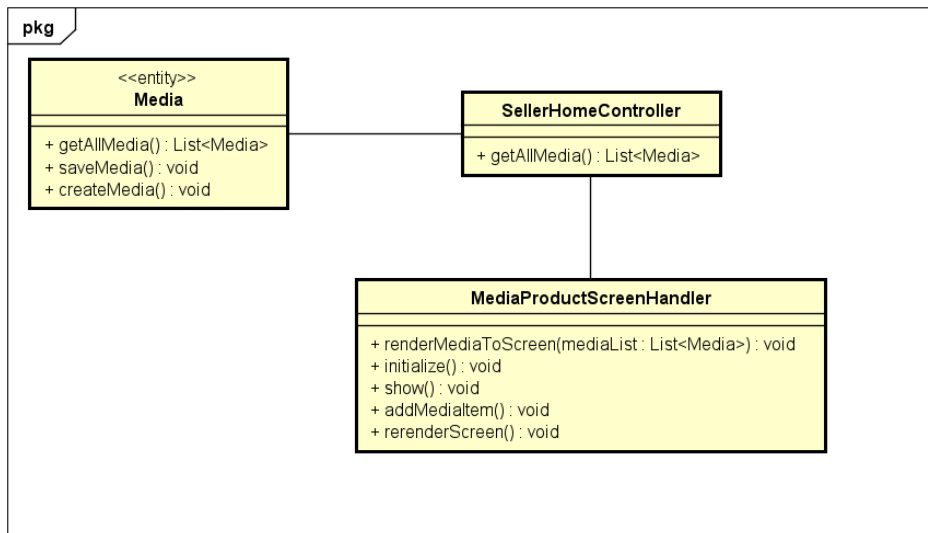 pkg
<<entity>>
Media
+ getAllMedia() : List<Media>
+ saveMedia() : void
+ createMedia() : void
SellerHomeController
+ getAllMedia() : List<Media>
MediaProductScreenHandler
+ renderMediaToScreen(mediaList : List<Media>) : void
+ initialize() : void
+ show() : void
+ addMediaItem() : void
+ rerenderScreen() : void